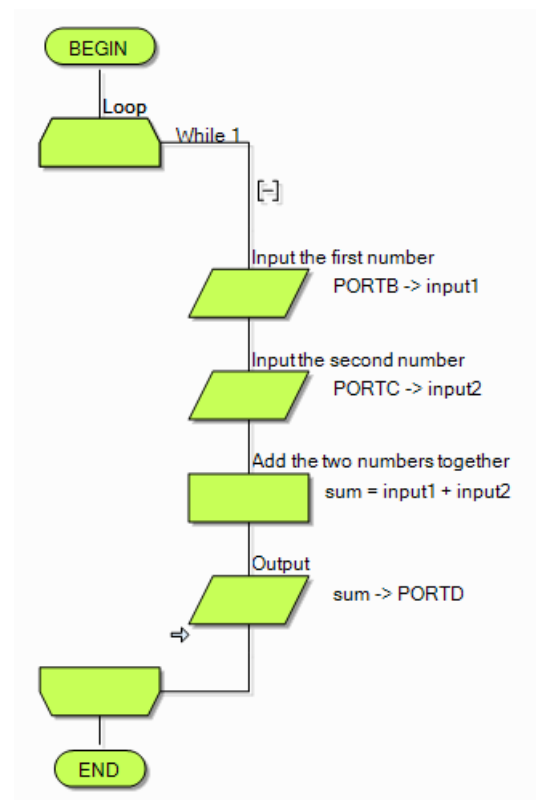 BEGIN
Loop
While 1
[-]
Input the first number
PORTB -> input1
Input the second number
PORTC -> input2
Add the two numbers together
sum = input1 + input2
Output
sum -> PORTD
END